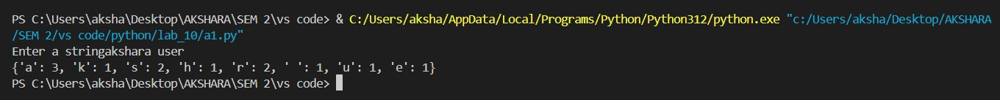 PS C:\Users\aksha\Desktop\AKSHARA\SEM 2\vs code> & C:/Users/aksha/AppData/Local/Programs/Python/Python312/python.exe "c:/Users/aksha/Desktop/AKSHARA
/SEM 2/vs code/python/lab_10/a1.py"
Enter a stringakshara user
{'a': 3, 'k': 1, 's': 2, 'h': 1, 'r': 2, ' ': 1, 'u': 1, 'e': 1}
PS C:\Users\aksha\Desktop\AKSHARA\SEM 2\vs code>